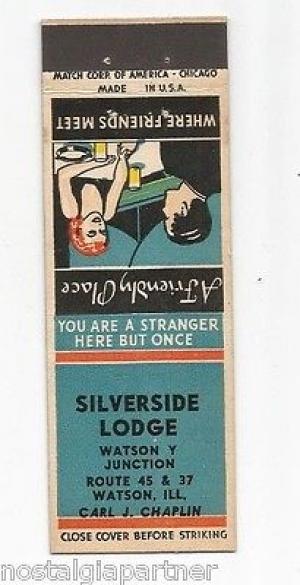 MATCH CORP. OF AMERICA - CHICAGO
MADE IN U.S.A.
WHERE FRIENDS MEET
A Friendly Place
YOU ARE A STRANGER
HERE BUT ONCE
SILVERSIDE
LODGE
WATSON Y
JUNCTION
ROUTE 45 & 37
WATSON, ILL,
CARL J. CHAPLIN
CLOSE COVER BEFORE STRIKING
nostalgiapartner
nostalgiapartner